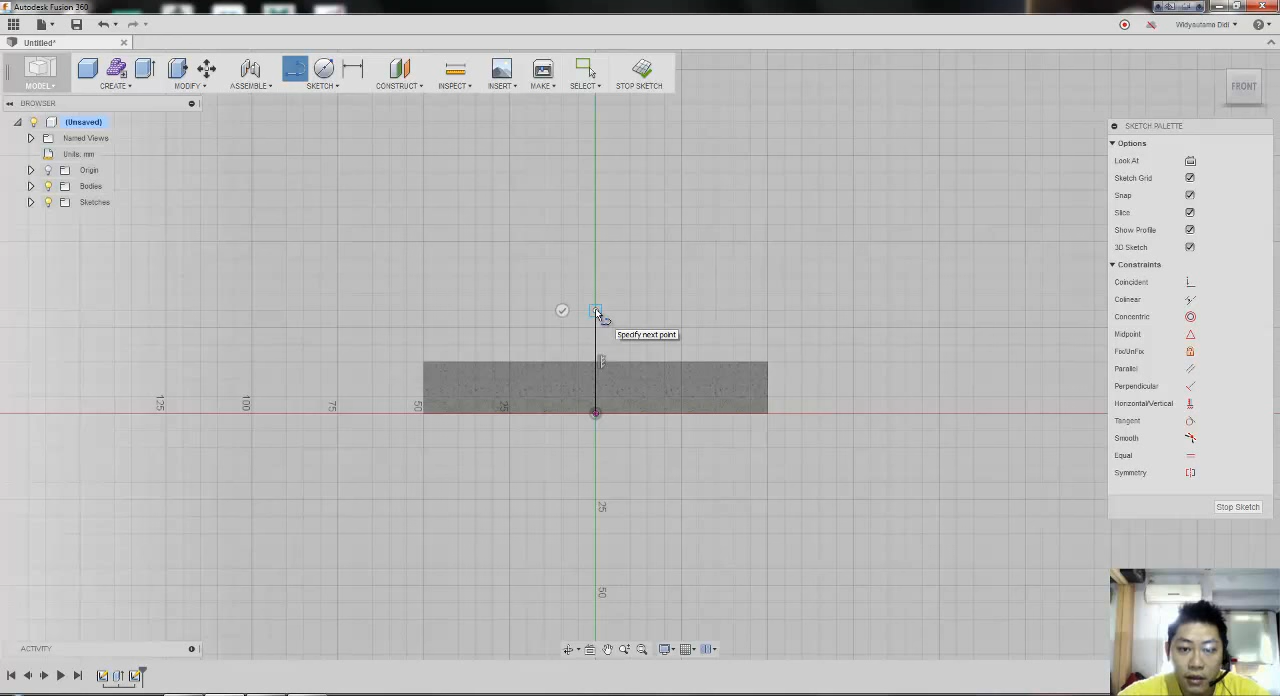 Autodesk Fusion 360
Widyautama Didi
Untitled*
MODEL
CREATE
MODIFY
ASSEMBLE
SKETCH
CONSTRUCT
INSPECT
INSERT
MAKE
SELECT
STOP SKETCH
FRONT
BROWSER
(Unsaved)
Named Views
Units: mm
Origin
Bodies
Sketches
SKETCH PALETTE
Options
Look At
Sketch Grid
Snap
Slice
Show Profile
3D Sketch
Constraints
Coincident
Colinear
Concentric
Midpoint
Fix/UnFix
Parallel
Perpendicular
Horizontal/Vertical
Tangent
Smooth
Equal
Symmetry
Stop Sketch
Specify next point
125
100
75
50
25
25
50
ACTIVITY